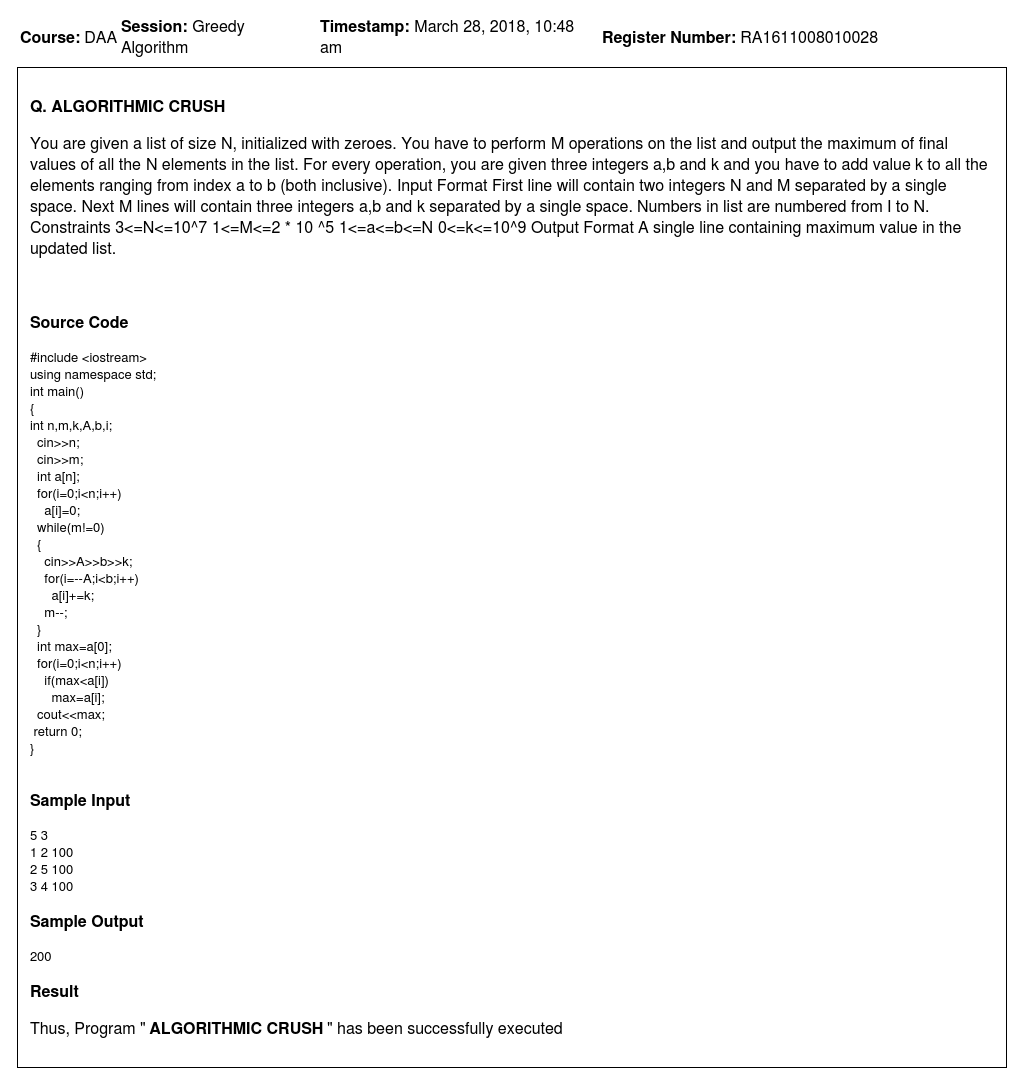 Course: DAA Session: Greedy Algorithm Timestamp: March 28, 2018, 10:48 am Register Number: RA1611008010028
Q. ALGORITHMIC CRUSH
You are given a list of size N, initialized with zeroes. You have to perform M operations on the list and output the maximum of final
values of all the N elements in the list. For every operation, you are given three integers a,b and k and you have to add value k to all the
elements ranging from index a to b (both inclusive). Input Format First line will contain two integers N and M separated by a single
space. Next M lines will contain three integers a,b and k separated by a single space. Numbers in list are numbered from I to N.
Constraints 3<=N<=10^7 1<=M<=2 * 10 ^5 1<=a<=b<=N 0<=k<=10^9 Output Format A single line containing maximum value in the
updated list.
Source Code
#include <iostream>
using namespace std;
int main()
{
int n,m,k,A,b,i;
  cin>>n;
  cin>>m;
  int a[n];
  for(i=0;i<n;i++)
    a[i]=0;
  while(m!=0)
  {
    cin>>A>>b>>k;
    for(i=--A;i<b;i++)
      a[i]+=k;
    m--;
  }
  int max=a[0];
  for(i=0;i<n;i++)
    if(max<a[i])
      max=a[i];
  cout<<max;
 return 0;
}
Sample Input
5 3
1 2 100
2 5 100
3 4 100
Sample Output
200
Result
Thus, Program " ALGORITHMIC CRUSH " has been successfully executed